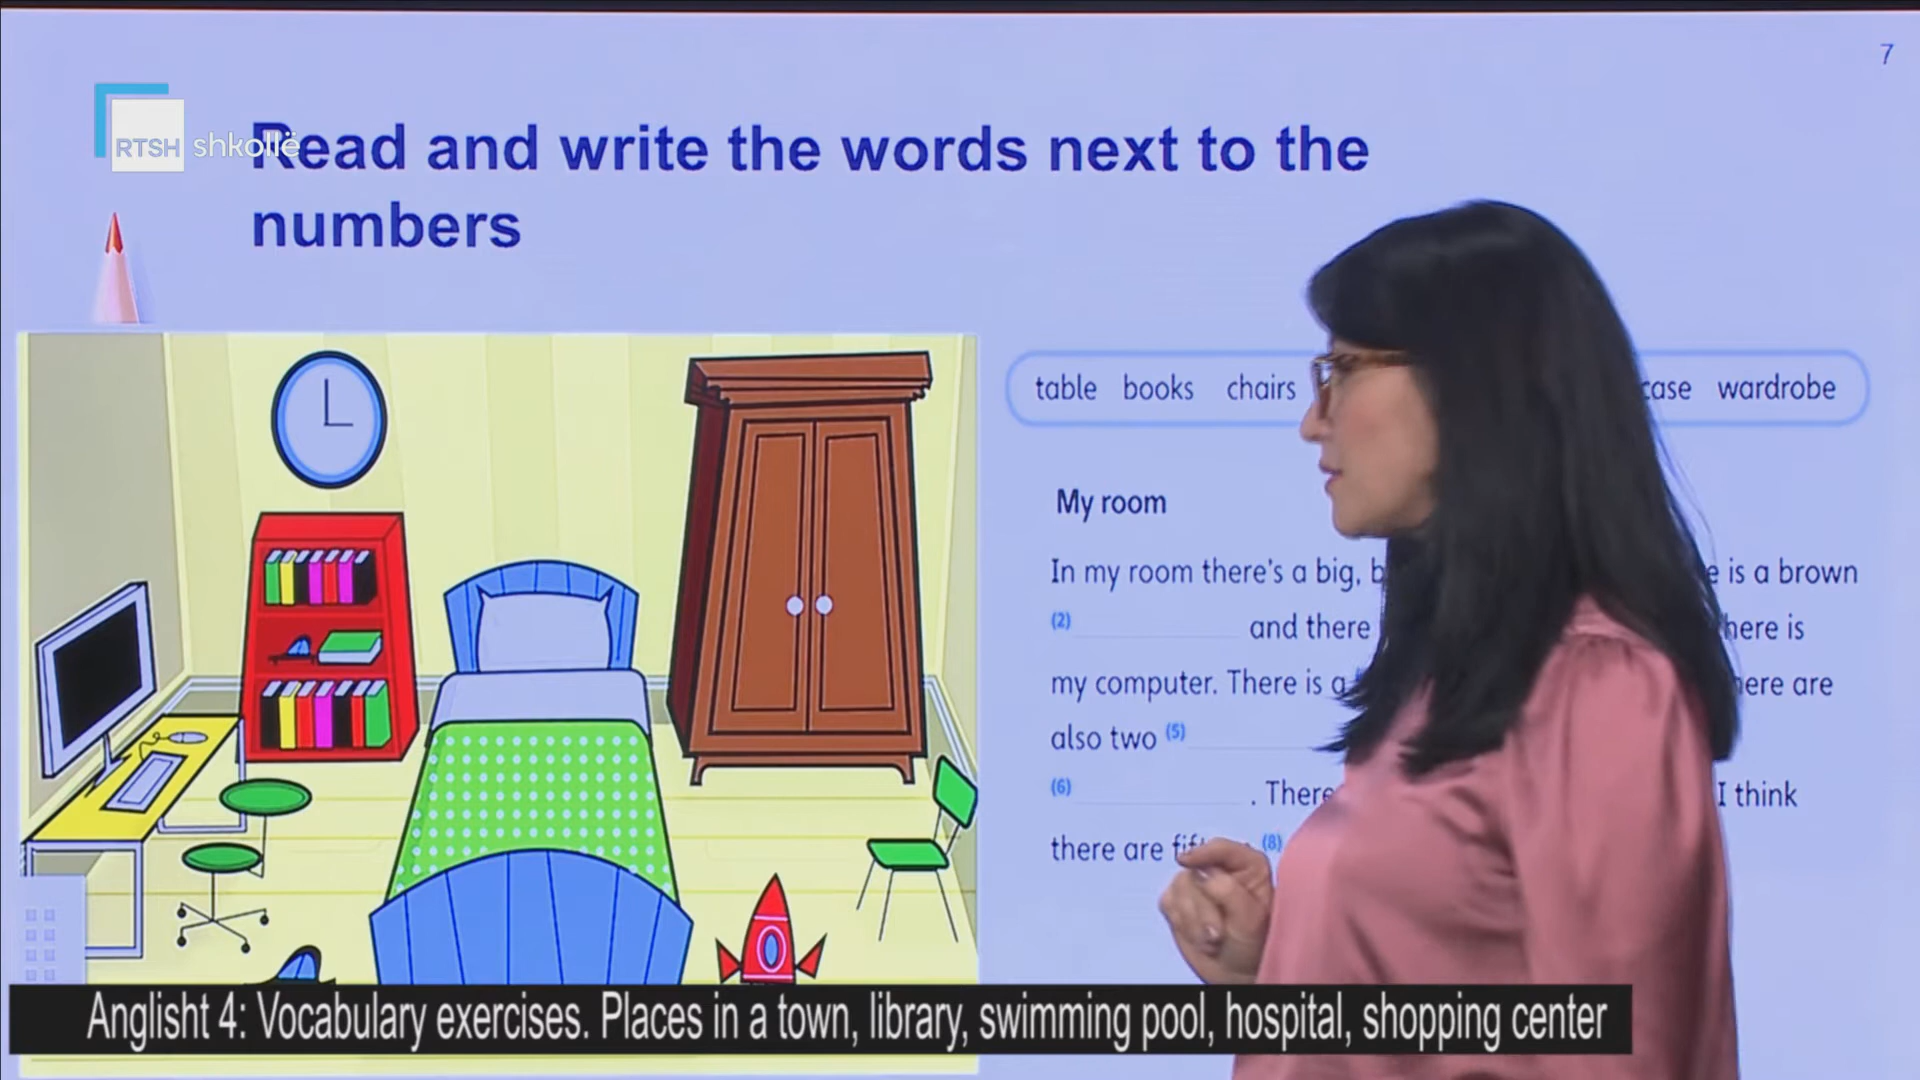 7
RTSH shkollë
Read and write the words next to the
numbers
table books chairs wardrobe
My room
In my room there's a big, is a brown
(2) and there here is
my computer. There is a here are
also two (5)
(6) . There I think
there are (8)
Anglisht 4: Vocabulary exercises. Places in a town, library, swimming pool, hospital, shopping center